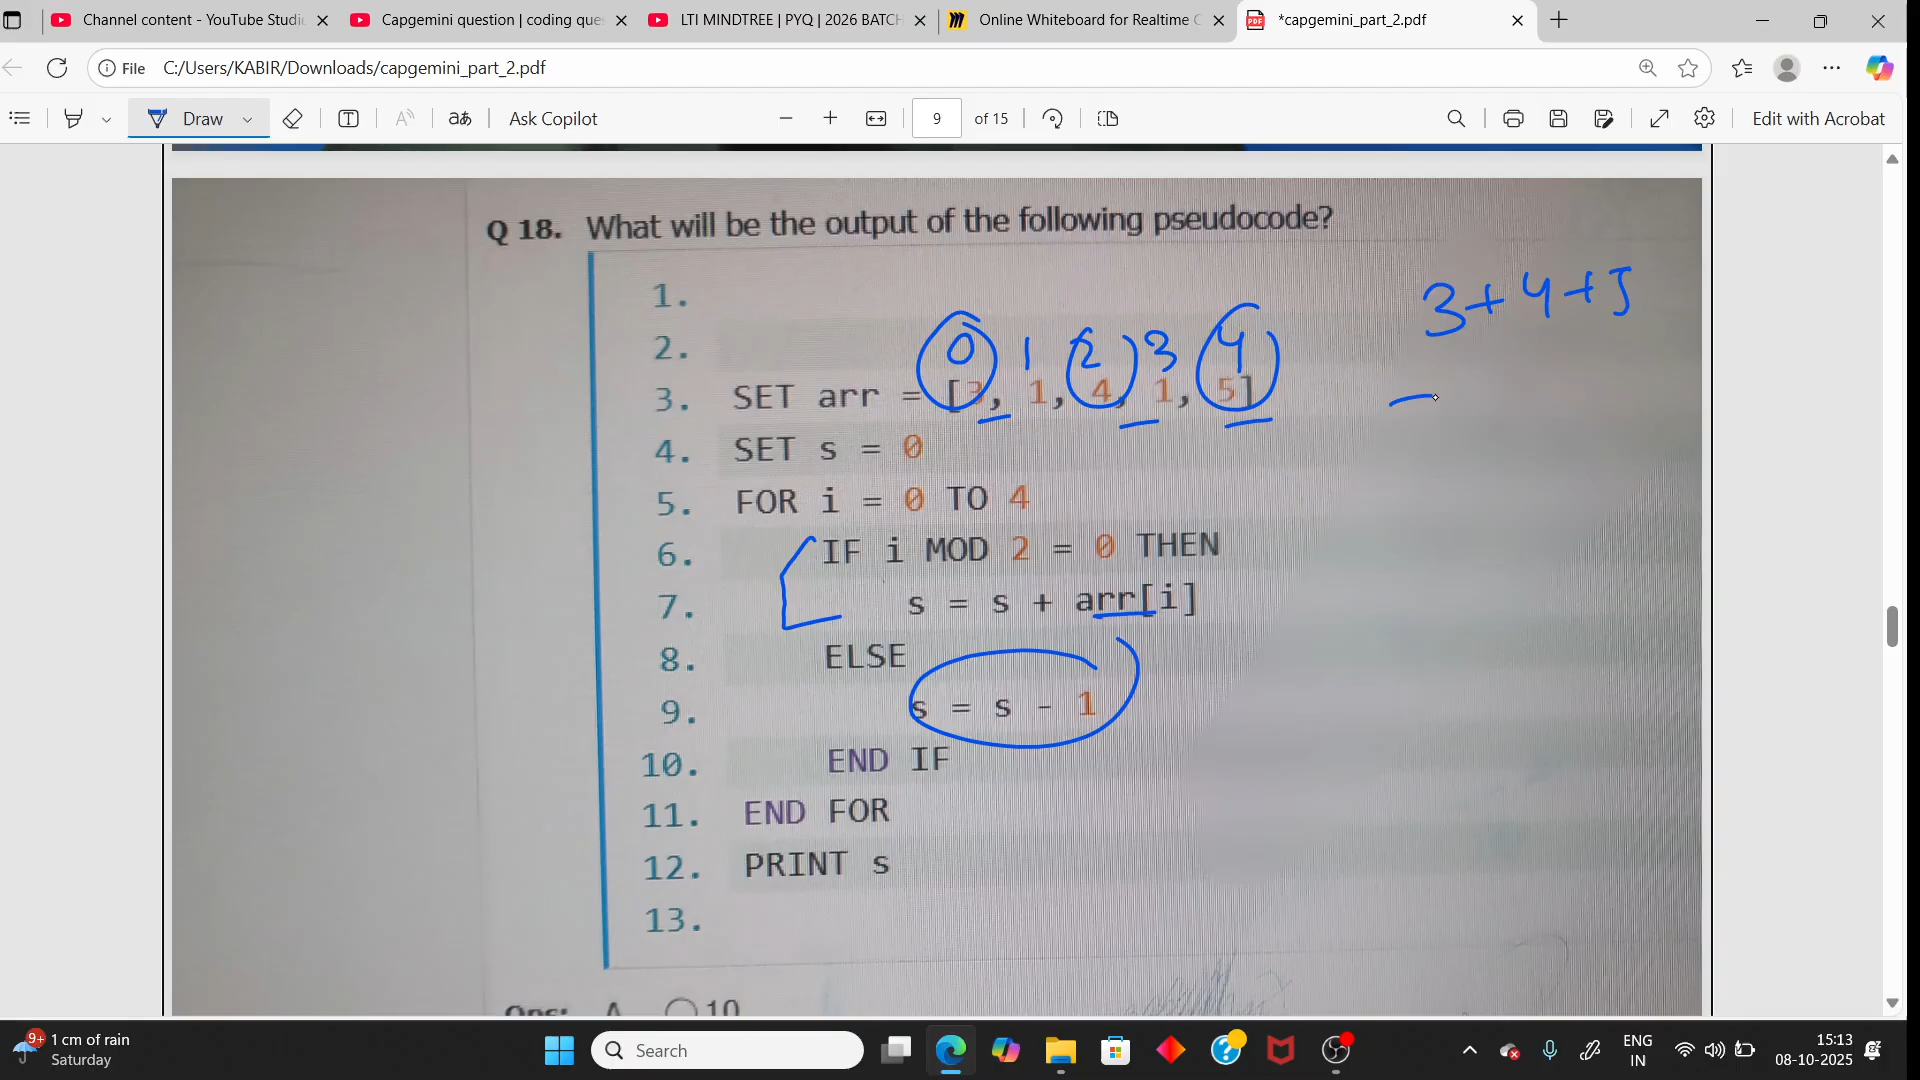 Channel content - YouTube Studi
Capgemini question | coding que
LTI MINDTREE | PYQ | 2026 BATCH
Online Whiteboard for Realtime C
*capgemini_part_2.pdf
File C:/Users/KABIR/Downloads/capgemini_part_2.pdf
Draw
Ask Copilot
9 of 15
Edit with Acrobat
Q 18. What will be the output of the following pseudocode?
3+4+5
1.
2.
0 1 2 3 4
3. SET arr = [3, 1, 4, 1, 5]
4. SET s = 0
5. FOR i = 0 TO 4
6. IF i MOD 2 = 0 THEN
7. s = s + arr[i]
8. ELSE
9. s = s - 1
10. END IF
11. END FOR
12. PRINT s
13.
Ops: A. 10
9+ 1 cm of rain
Saturday
Search
ENG
IN
15:13
08-10-2025